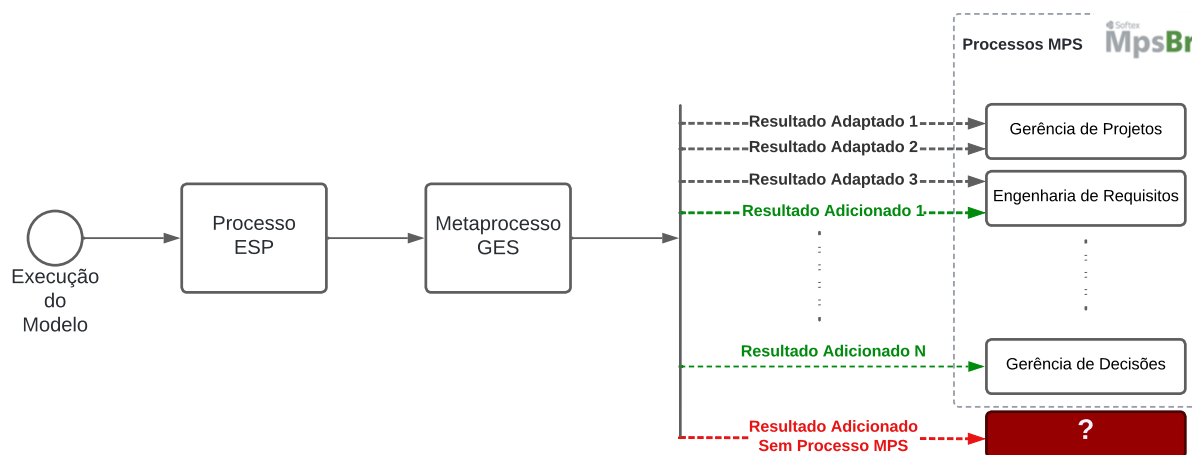 Softex
MpsBr
Processos MPS
Resultado Adaptado 1
Resultado Adaptado 2
Gerência de Projetos
Resultado Adaptado 3
Resultado Adicionado 1
Engenharia de Requisitos
Processo
ESP
Metaprocesso
GES
Execução
do
Modelo
Resultado Adicionado N
Gerência de Decisões
Resultado Adicionado
Sem Processo MPS
?